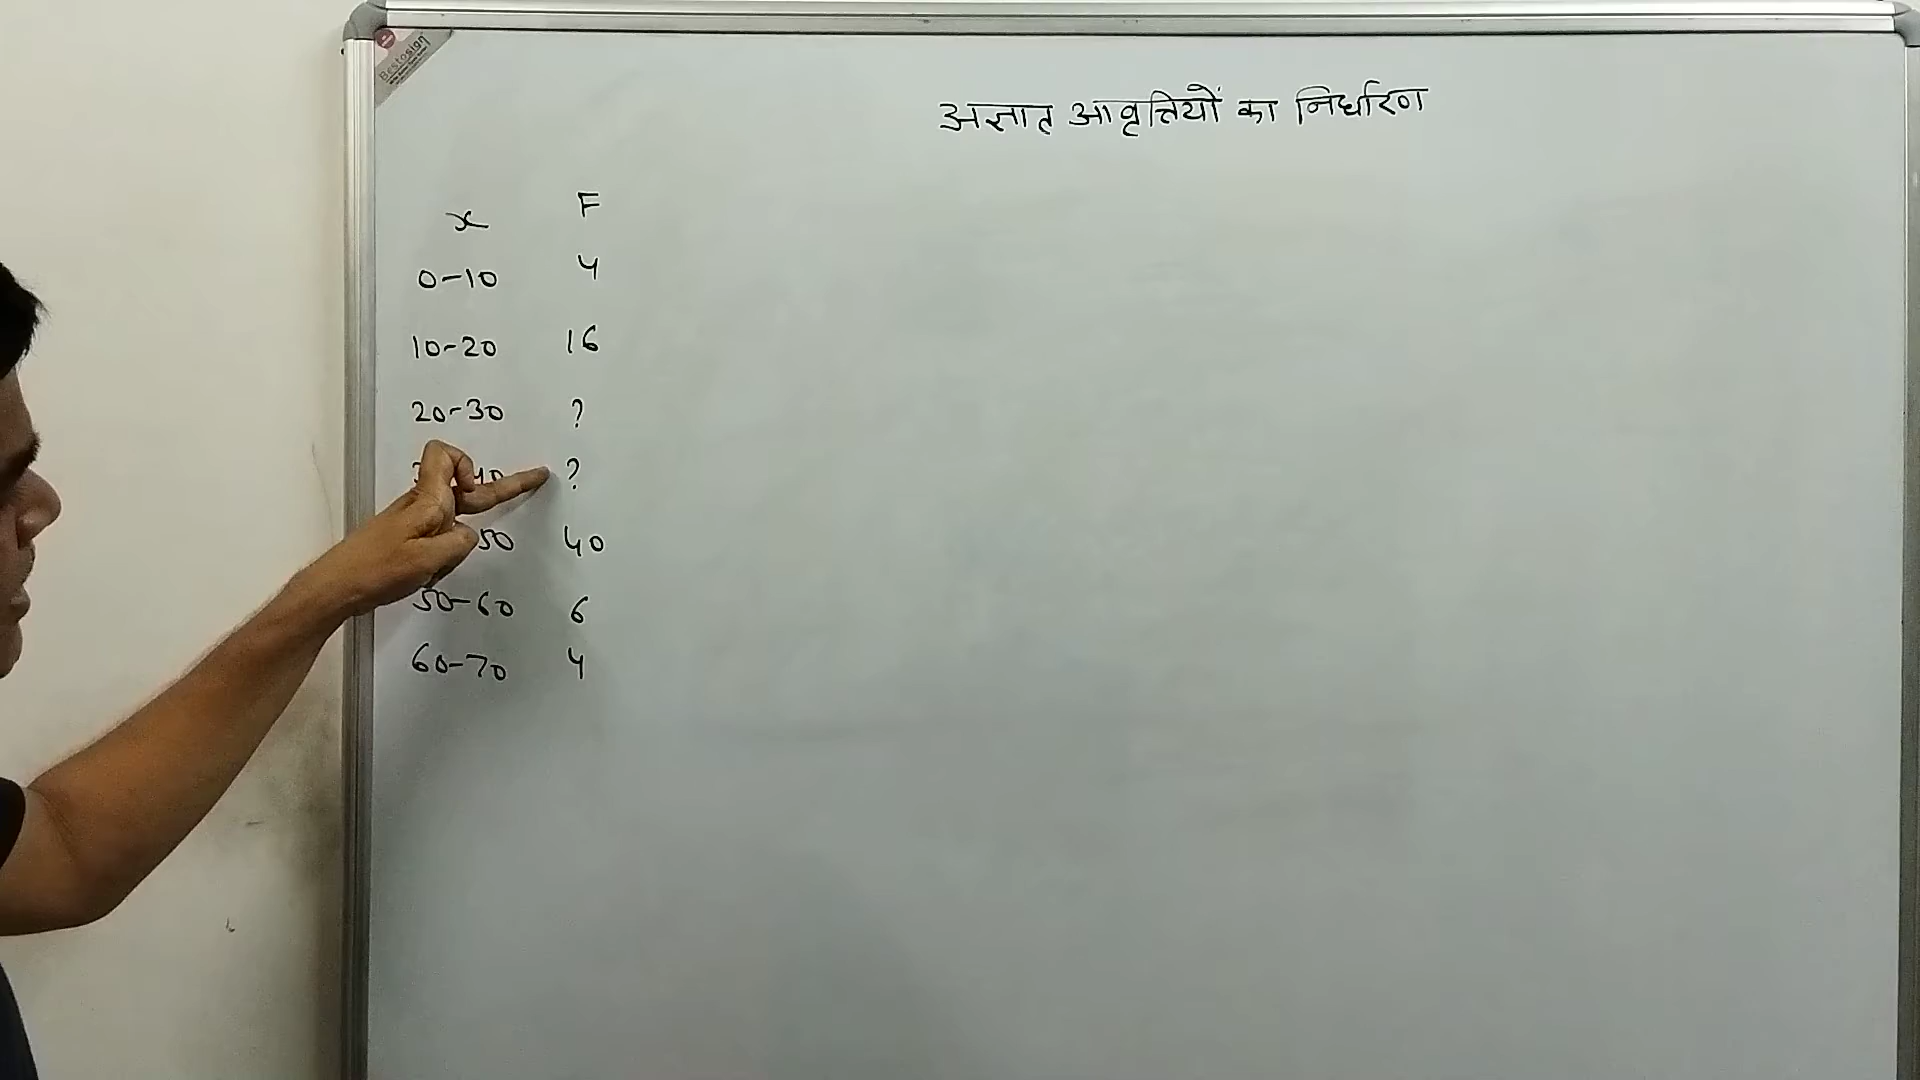 Bestosign
अज्ञात आवृत्तियों का निर्धारण
x F
0-10 4
10-20 16
20-30 ?
40 ?
50 40
50-60 6
60-70 4